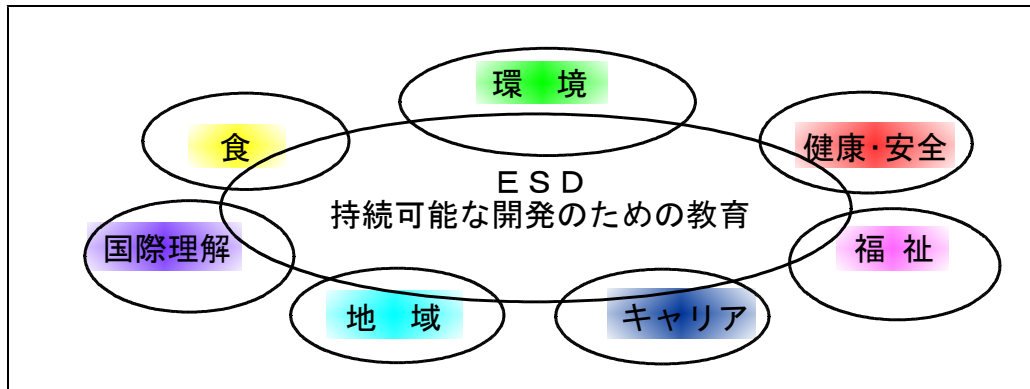 環　境
食
健康・安全
ＥＳＤ
持続可能な開発のための教育
国際理解
福 祉
地　域
キャリア